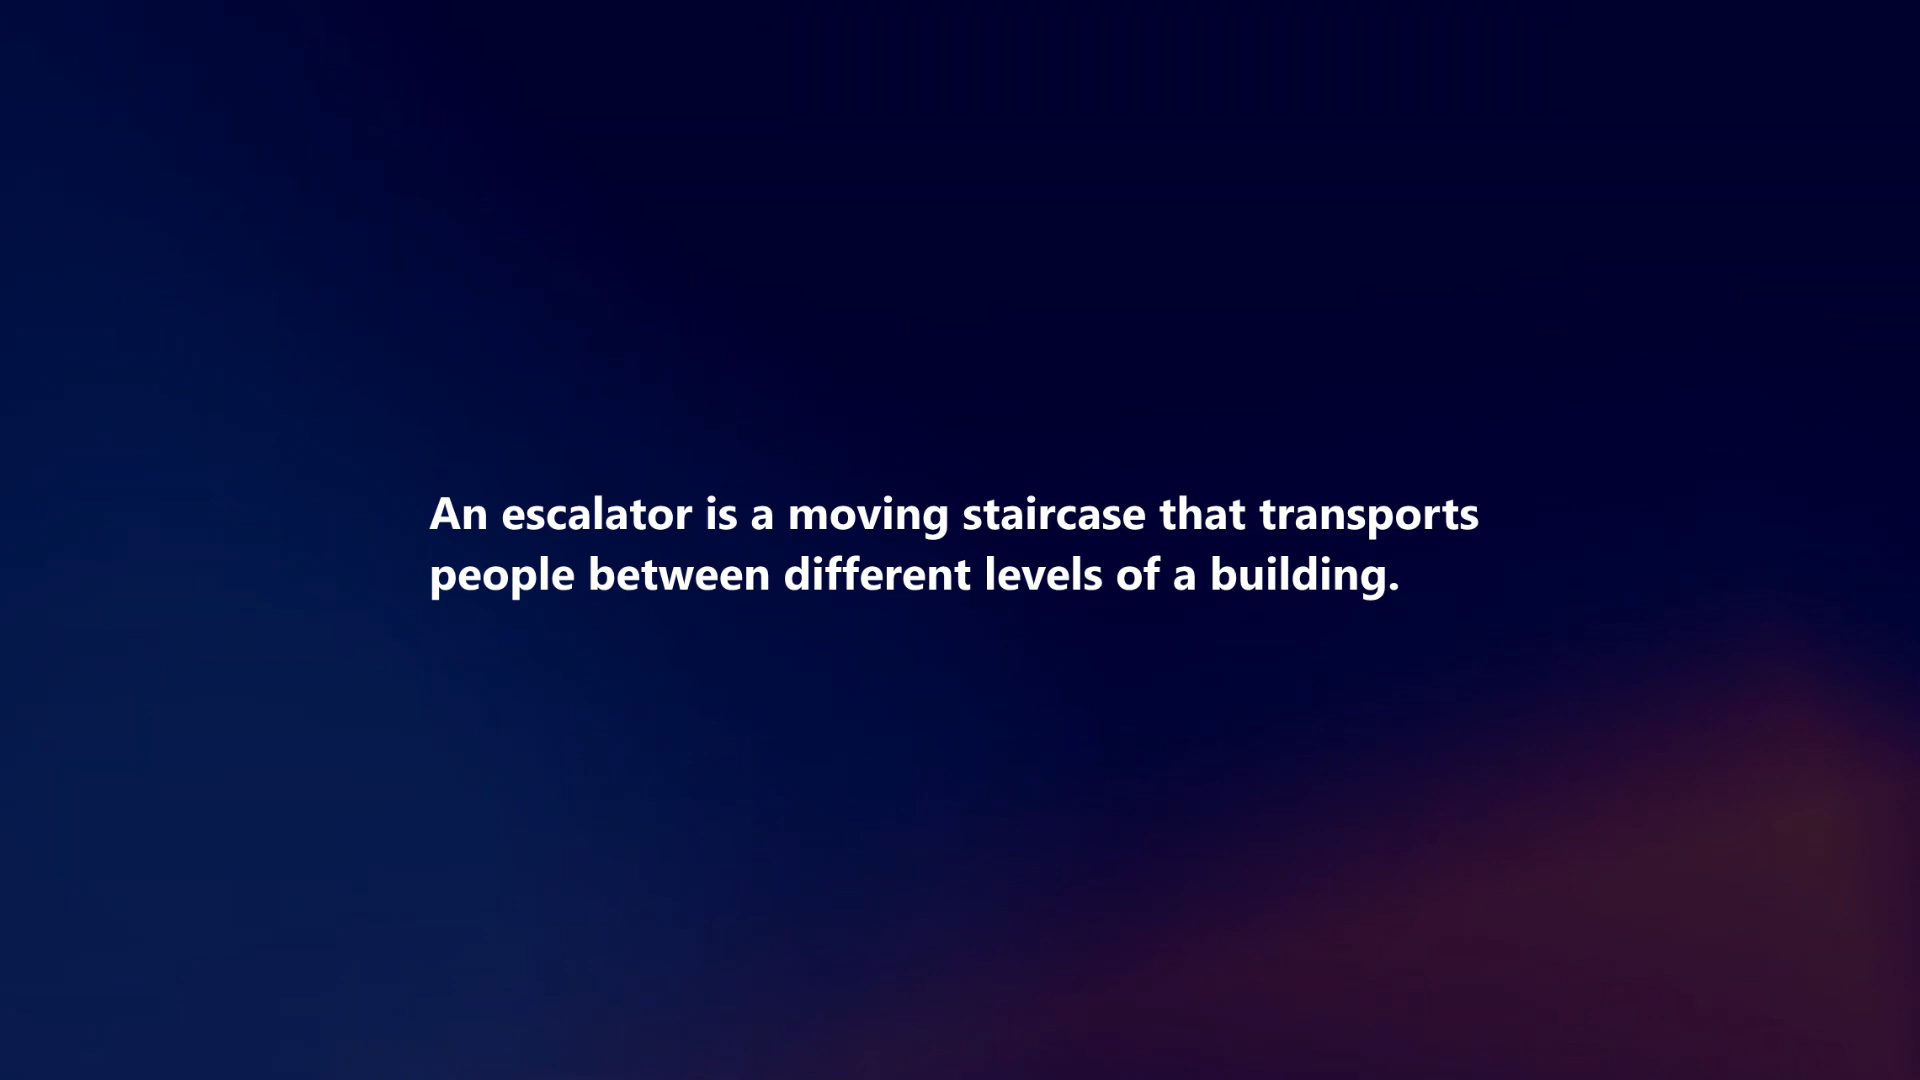 An escalator is a moving staircase that transports
people between different levels of a building.